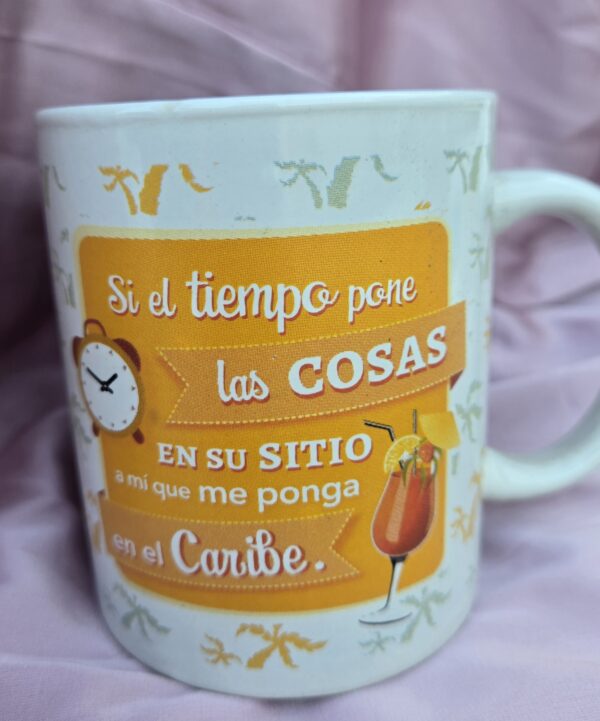 Si el tiempo pone
las COSAS
EN SU SITIO
a mí que me ponga
en el Caribe.